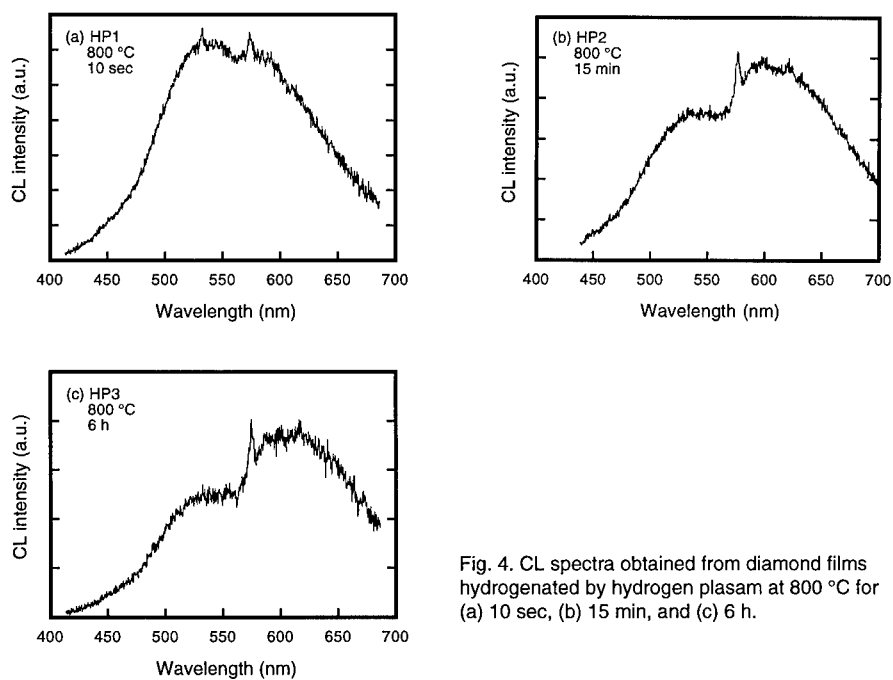 (a) HP1
800 °C
10 sec
CL intensity (a.u.)
400 450 500 550 600 650 700
Wavelength (nm)
(b) HP2
800 °C
15 min
CL intensity (a.u.)
400 450 500 550 600 650 700
Wavelength (nm)
(c) HP3
800 °C
6 h
CL intensity (a.u.)
400 450 500 550 600 650 700
Wavelength (nm)
Fig. 4. CL spectra obtained from diamond films
hydrogenated by hydrogen plasam at 800 °C for
(a) 10 sec, (b) 15 min, and (c) 6 h.